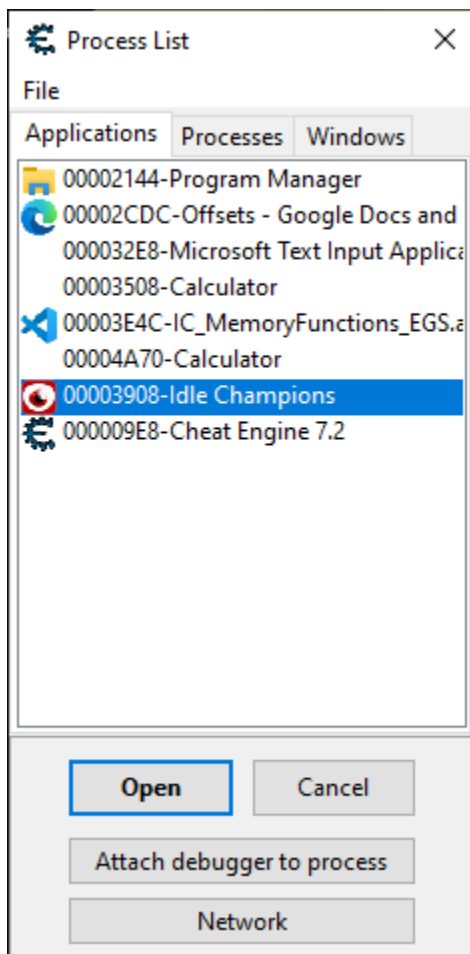 Process List
File
Applications Processes Windows
00002144-Program Manager
00002CDC-Offsets - Google Docs and
000032E8-Microsoft Text Input Applica
00003508-Calculator
00003E4C-IC_MemoryFunctions_EGS.a
00004A70-Calculator
00003908-Idle Champions
000009E8-Cheat Engine 7.2
Open Cancel
Attach debugger to process
Network